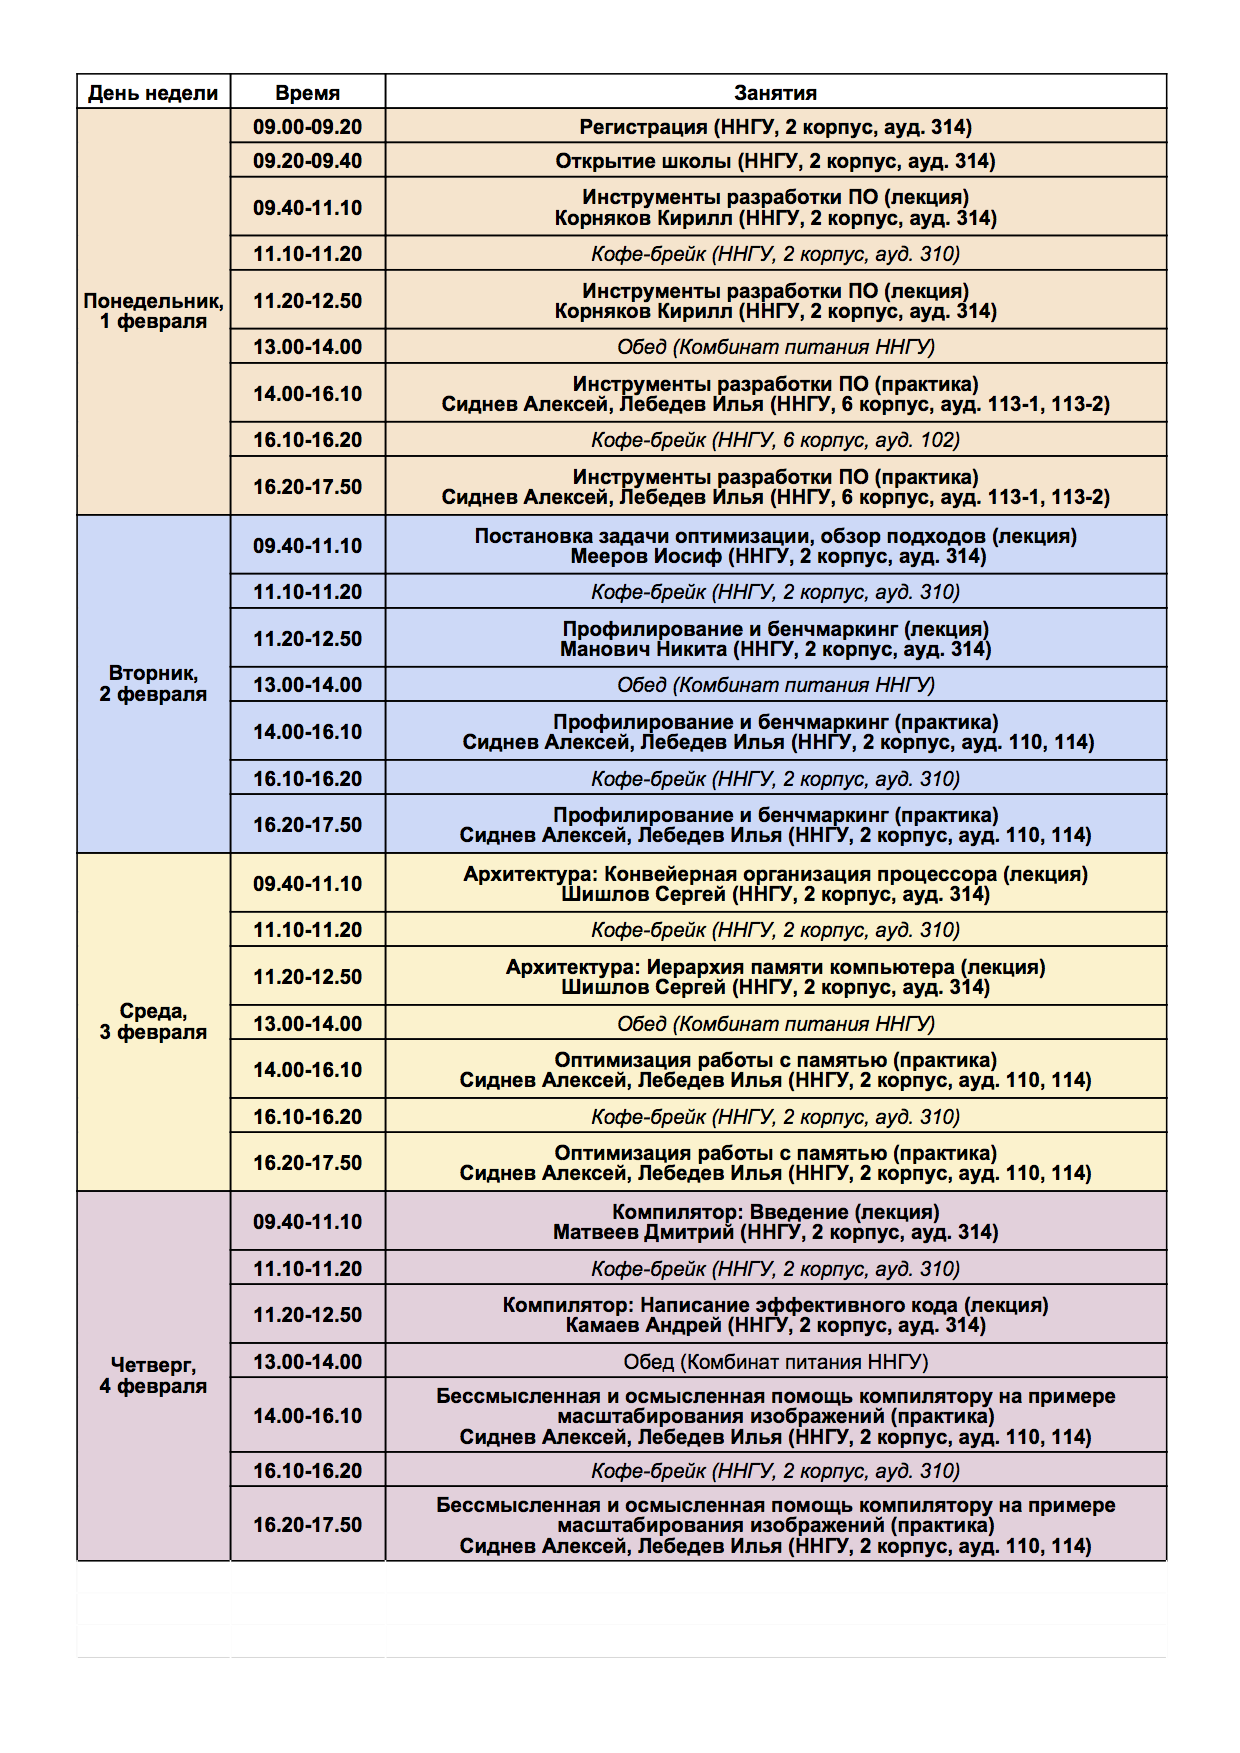 День недели Время Занятия
Понедельник,
1 февраля
09.00-09.20 Регистрация (ННГУ, 2 корпус, ауд. 314)
09.20-09.40 Открытие школы (ННГУ, 2 корпус, ауд. 314)
09.40-11.10 Инструменты разработки ПО (лекция)
Корняков Кирилл (ННГУ, 2 корпус, ауд. 314)
11.10-11.20 Кофе-брейк (ННГУ, 2 корпус, ауд. 310)
11.20-12.50 Инструменты разработки ПО (лекция)
Корняков Кирилл (ННГУ, 2 корпус, ауд. 314)
13.00-14.00 Обед (Комбинат питания ННГУ)
14.00-16.10 Инструменты разработки ПО (практика)
Сиднев Алексей, Лебедев Илья (ННГУ, 6 корпус, ауд. 113-1, 113-2)
16.10-16.20 Кофе-брейк (ННГУ, 6 корпус, ауд. 102)
16.20-17.50 Инструменты разработки ПО (практика)
Сиднев Алексей, Лебедев Илья (ННГУ, 6 корпус, ауд. 113-1, 113-2)
Вторник,
2 февраля
09.40-11.10 Постановка задачи оптимизации, обзор подходов (лекция)
Мееров Иосиф (ННГУ, 2 корпус, ауд. 314)
11.10-11.20 Кофе-брейк (ННГУ, 2 корпус, ауд. 310)
11.20-12.50 Профилирование и бенчмаркинг (лекция)
Манович Никита (ННГУ, 2 корпус, ауд. 314)
13.00-14.00 Обед (Комбинат питания ННГУ)
14.00-16.10 Профилирование и бенчмаркинг (практика)
Сиднев Алексей, Лебедев Илья (ННГУ, 2 корпус, ауд. 110, 114)
16.10-16.20 Кофе-брейк (ННГУ, 2 корпус, ауд. 310)
16.20-17.50 Профилирование и бенчмаркинг (практика)
Сиднев Алексей, Лебедев Илья (ННГУ, 2 корпус, ауд. 110, 114)
Среда,
3 февраля
09.40-11.10 Архитектура: Конвейерная организация процессора (лекция)
Шишлов Сергей (ННГУ, 2 корпус, ауд. 314)
11.10-11.20 Кофе-брейк (ННГУ, 2 корпус, ауд. 310)
11.20-12.50 Архитектура: Иерархия памяти компьютера (лекция)
Шишлов Сергей (ННГУ, 2 корпус, ауд. 314)
13.00-14.00 Обед (Комбинат питания ННГУ)
14.00-16.10 Оптимизация работы с памятью (практика)
Сиднев Алексей, Лебедев Илья (ННГУ, 2 корпус, ауд. 110, 114)
16.10-16.20 Кофе-брейк (ННГУ, 2 корпус, ауд. 310)
16.20-17.50 Оптимизация работы с памятью (практика)
Сиднев Алексей, Лебедев Илья (ННГУ, 2 корпус, ауд. 110, 114)
Четверг,
4 февраля
09.40-11.10 Компилятор: Введение (лекция)
Матвеев Дмитрий (ННГУ, 2 корпус, ауд. 314)
11.10-11.20 Кофе-брейк (ННГУ, 2 корпус, ауд. 310)
11.20-12.50 Компилятор: Написание эффективного кода (лекция)
Камаев Андрей (ННГУ, 2 корпус, ауд. 314)
13.00-14.00 Обед (Комбинат питания ННГУ)
14.00-16.10 Бессмысленная и осмысленная помощь компилятору на примере
масштабирования изображений (практика)
Сиднев Алексей, Лебедев Илья (ННГУ, 2 корпус, ауд. 110, 114)
16.10-16.20 Кофе-брейк (ННГУ, 2 корпус, ауд. 310)
16.20-17.50 Бессмысленная и осмысленная помощь компилятору на примере
масштабирования изображений (практика)
Сиднев Алексей, Лебедев Илья (ННГУ, 2 корпус, ауд. 110, 114)